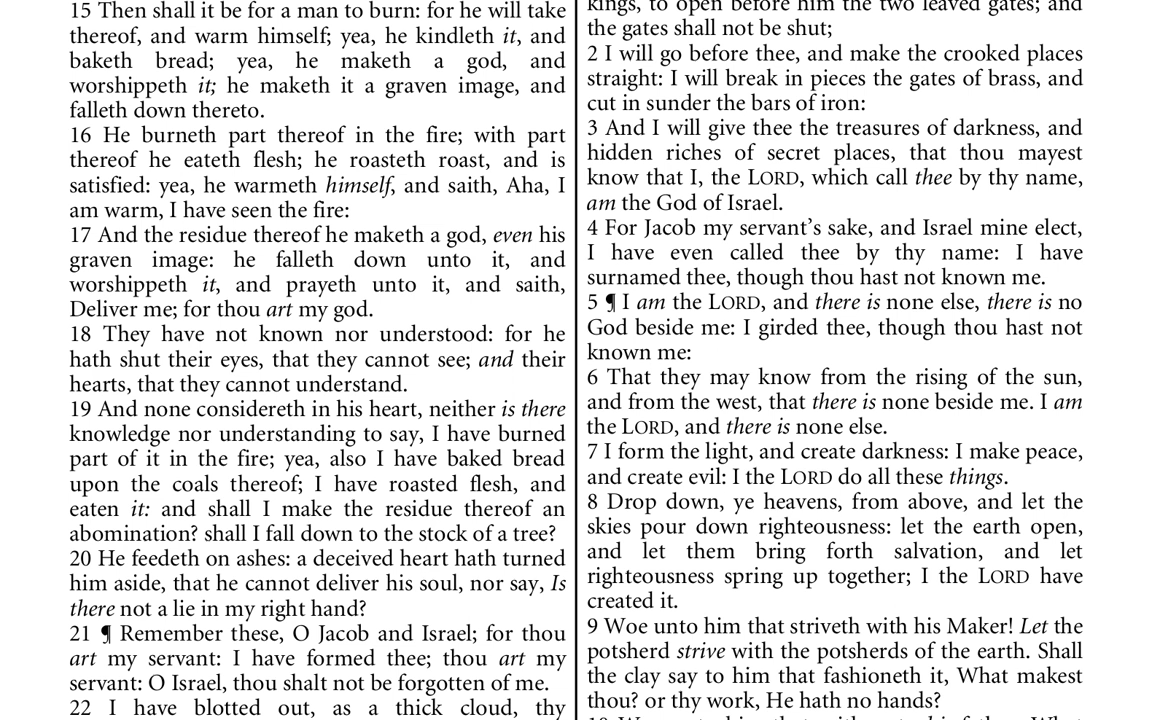 15 Then shall it be for a man to burn: for he will take
thereof, and warm himself; yea, he kindleth it, and
baketh bread; yea, he maketh a god, and
worshippeth it; he maketh it a graven image, and
falleth down thereto.
16 He burneth part thereof in the fire; with part
thereof he eateth flesh; he roasteth roast, and is
satisfied: yea, he warmeth himself, and saith, Aha, I
am warm, I have seen the fire:
17 And the residue thereof he maketh a god, even his
graven image: he falleth down unto it, and
worshippeth it, and prayeth unto it, and saith,
Deliver me; for thou art my god.
18 They have not known nor understood: for he
hath shut their eyes, that they cannot see; and their
hearts, that they cannot understand.
19 And none considereth in his heart, neither is there
knowledge nor understanding to say, I have burned
part of it in the fire; yea, also I have baked bread
upon the coals thereof; I have roasted flesh, and
eaten it: and shall I make the residue thereof an
abomination? shall I fall down to the stock of a tree?
20 He feedeth on ashes: a deceived heart hath turned
him aside, that he cannot deliver his soul, nor say, Is
there not a lie in my right hand?
21 ¶ Remember these, O Jacob and Israel; for thou
art my servant: I have formed thee; thou art my
servant: O Israel, thou shalt not be forgotten of me.
22 I have blotted out, as a thick cloud, thy
kings, to open before him the two leaved gates; and
the gates shall not be shut;
2 I will go before thee, and make the crooked places
straight: I will break in pieces the gates of brass, and
cut in sunder the bars of iron:
3 And I will give thee the treasures of darkness, and
hidden riches of secret places, that thou mayest
know that I, the LORD, which call thee by thy name,
am the God of Israel.
4 For Jacob my servant’s sake, and Israel mine elect,
I have even called thee by thy name: I have
surnamed thee, though thou hast not known me.
5 ¶ I am the LORD, and there is none else, there is no
God beside me: I girded thee, though thou hast not
known me:
6 That they may know from the rising of the sun,
and from the west, that there is none beside me. I am
the LORD, and there is none else.
7 I form the light, and create darkness: I make peace,
and create evil: I the LORD do all these things.
8 Drop down, ye heavens, from above, and let the
skies pour down righteousness: let the earth open,
and let them bring forth salvation, and let
righteousness spring up together; I the LORD have
created it.
9 Woe unto him that striveth with his Maker! Let the
potsherd strive with the potsherds of the earth. Shall
the clay say to him that fashioneth it, What makest
thou? or thy work, He hath no hands?